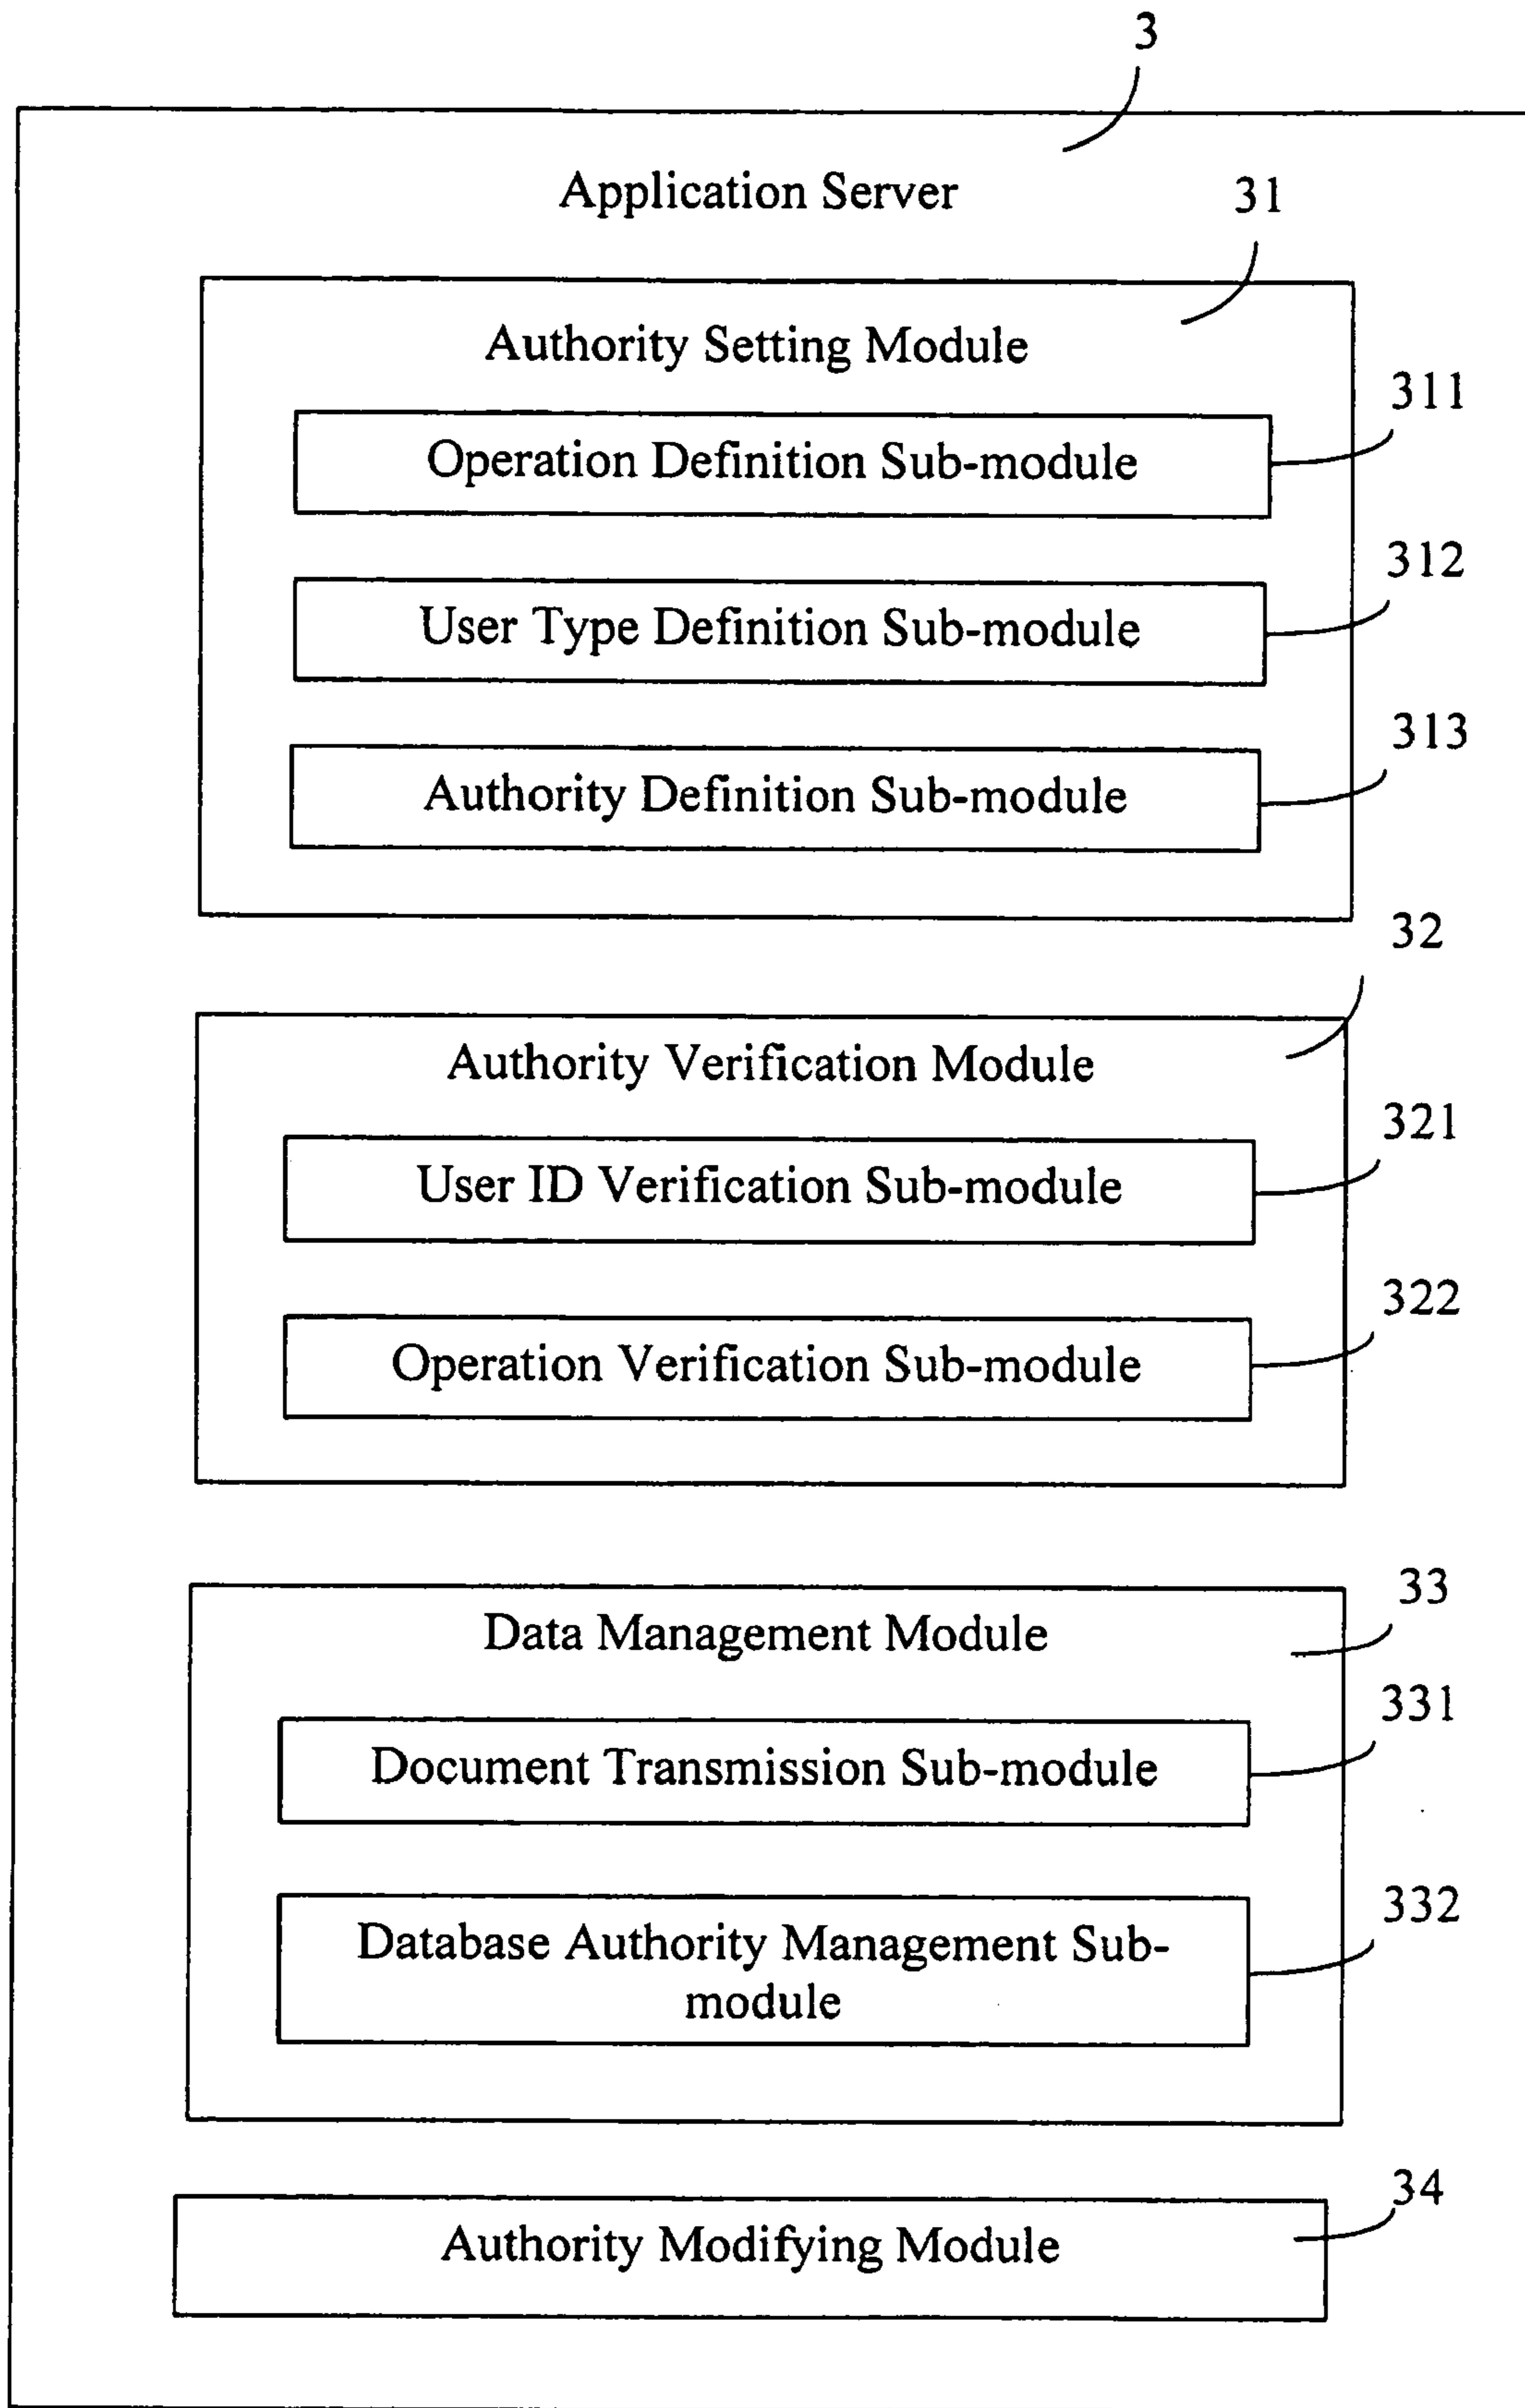 3
Application Server
31
Authority Setting Module
311
Operation Definition Sub-module
312
User Type Definition Sub-module
313
Authority Definition Sub-module
32
Authority Verification Module
321
User ID Verification Sub-module
322
Operation Verification Sub-module
33
Data Management Module
331
Document Transmission Sub-module
332
Database Authority Management Sub-
module
34
Authority Modifying Module